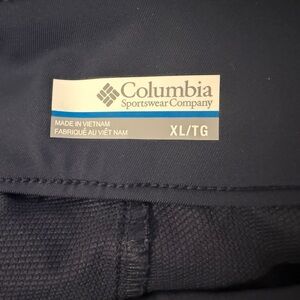 Columbia
Sportswear Company
MADE IN VIETNAM
FABRIQUÉ AU VIÊT NAM
XL/TG